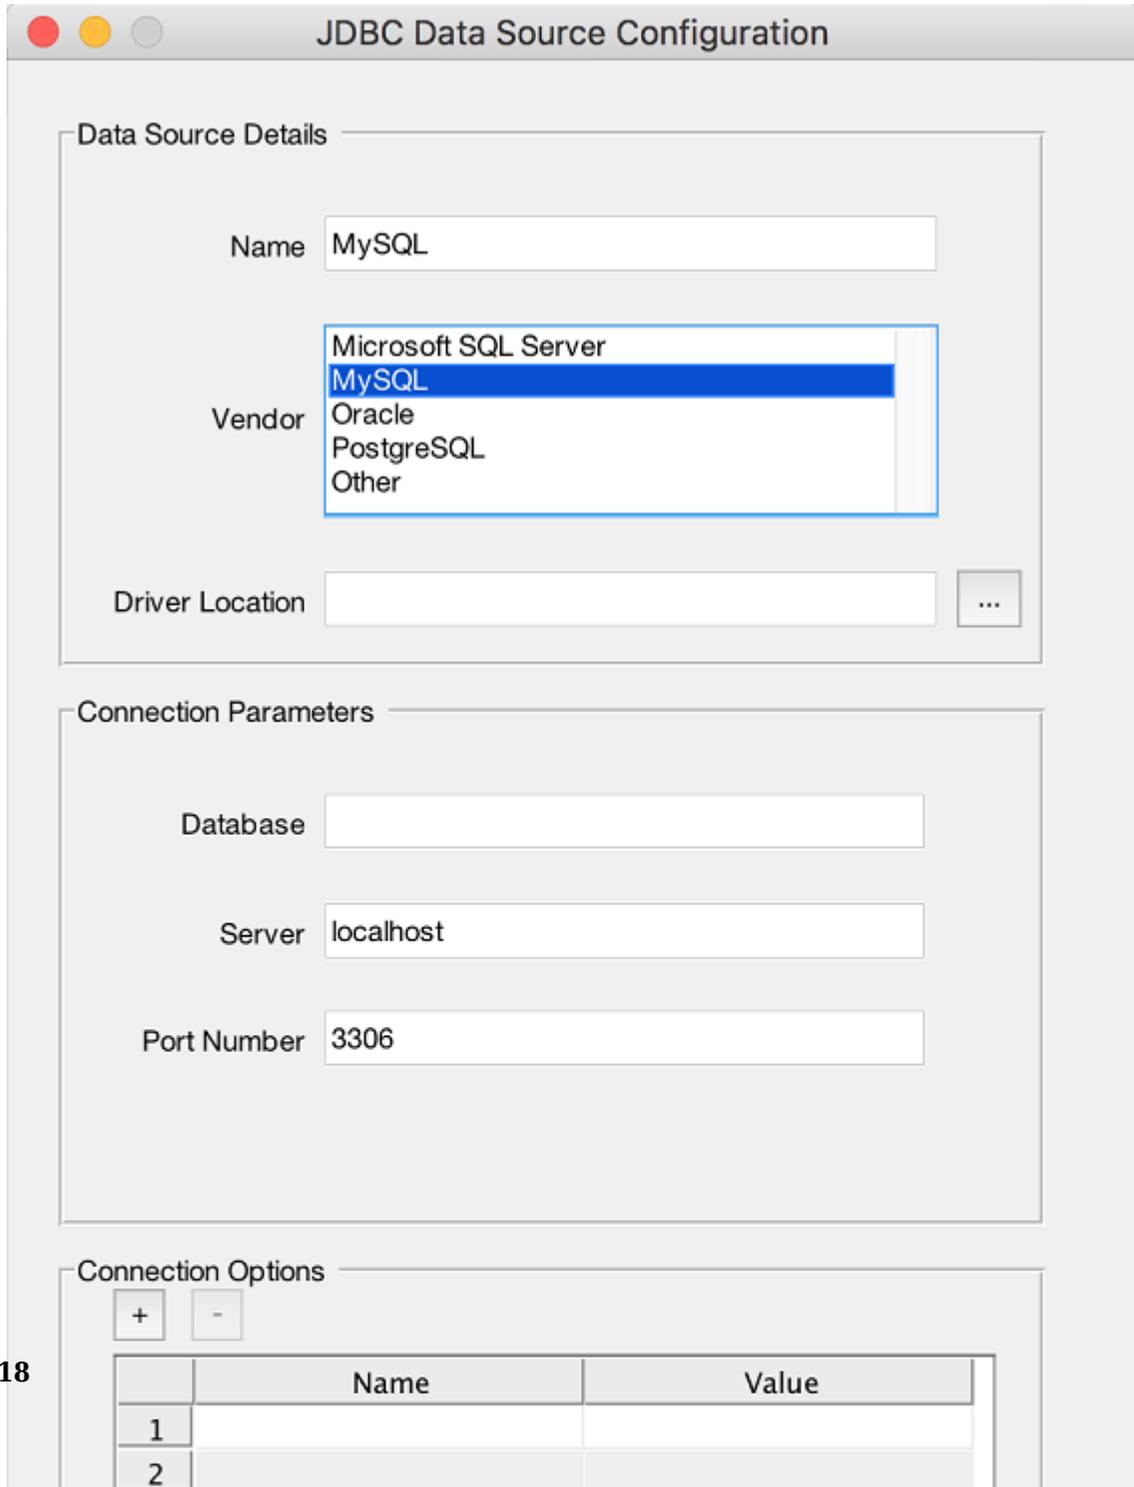 JDBC Data Source Configuration
Data Source Details
Name MySQL
Microsoft SQL Server
MySQL
Vendor Oracle
PostgreSQL
Other
Driver Location ...
Connection Parameters
Database
Server localhost
Port Number 3306
Connection Options
+ -
18
Name Value
1
2